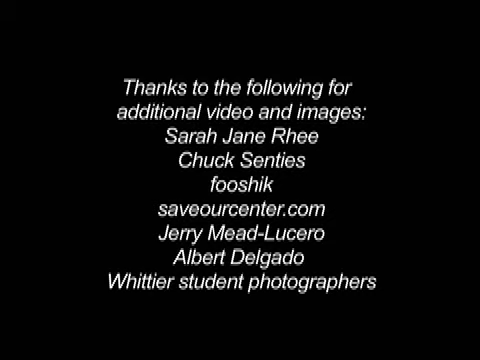 Thanks to the following for
additional video and images:
Sarah Jane Rhee
Chuck Senties
fooshik
saveourcenter.com
Jerry Mead-Lucero
Albert Delgado
Whittier student photographers